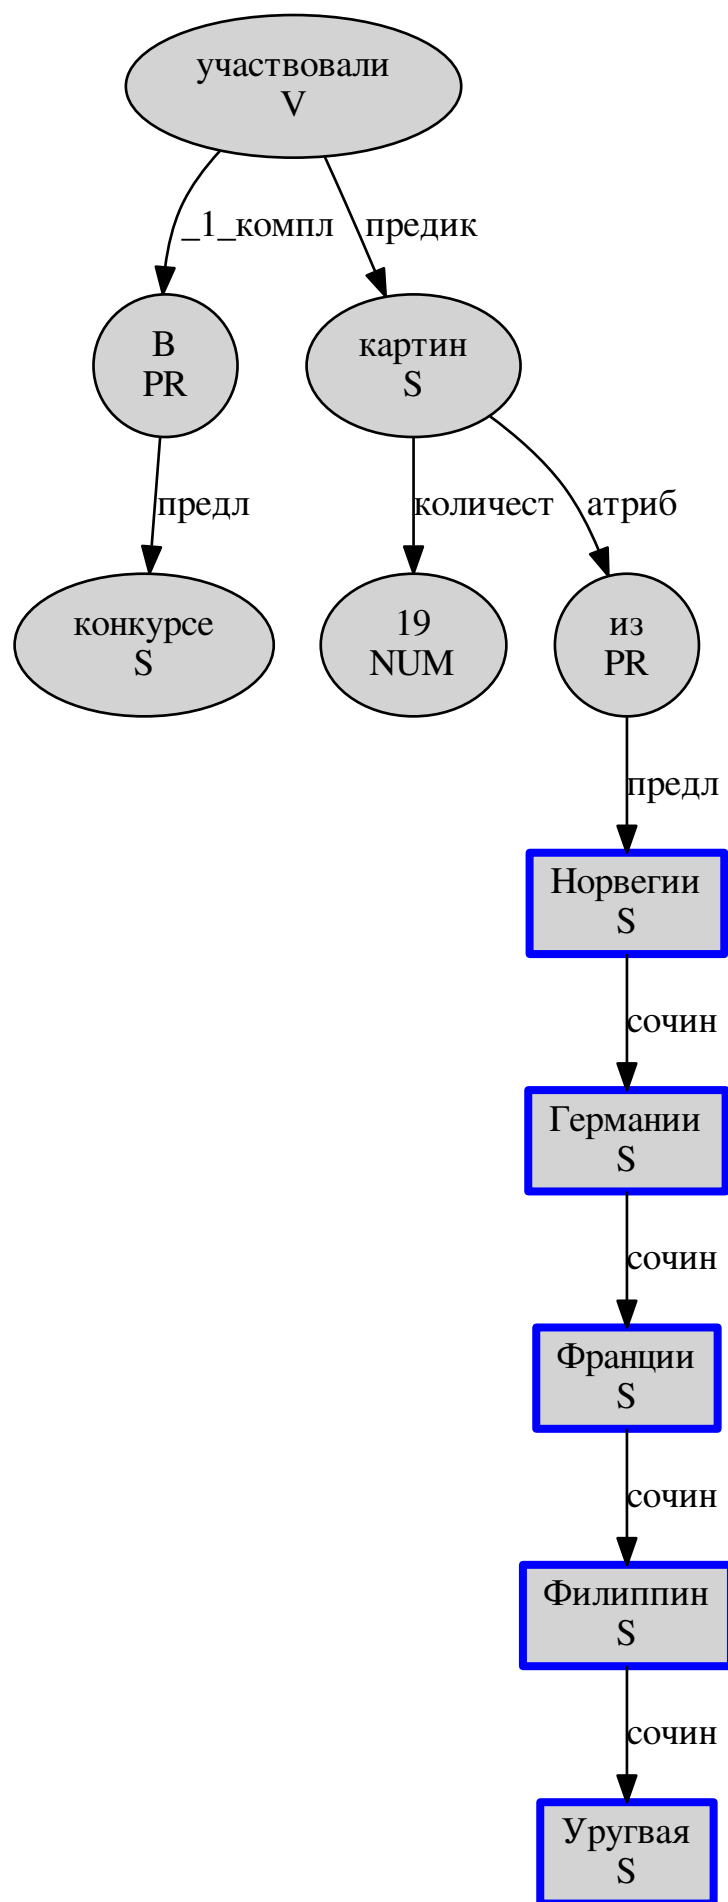 участвовали
V
_1_компл
предик
В
PR
картин
S
предл
количест
атриб
конкурсе
S
19
NUM
из
PR
предл
Норвегии
S
сочин
Германии
S
сочин
Франции
S
сочин
Филиппин
S
сочин
Уругвая
S